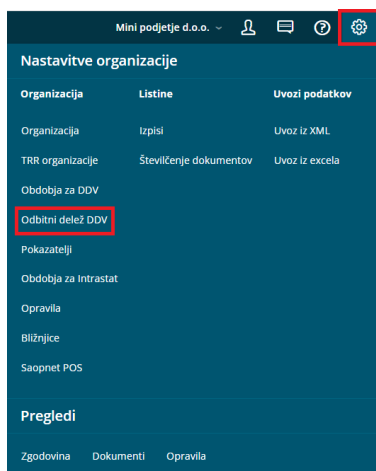 Mini podjetje d.o.o.
Nastavitve organizacije
Organizacija Listine Uvozi podatkov
Organizacija Izpisi Uvoz iz XML
TRR organizacije Številčenje dokumentov Uvoz iz excela
Obdobja za DDV
Odbitni delež DDV
Pokazatelji
Obdobja za Intrastat
Opravila
Bližnjice
Saopnet POS
Pregledi
Zgodovina Dokumenti Opravila